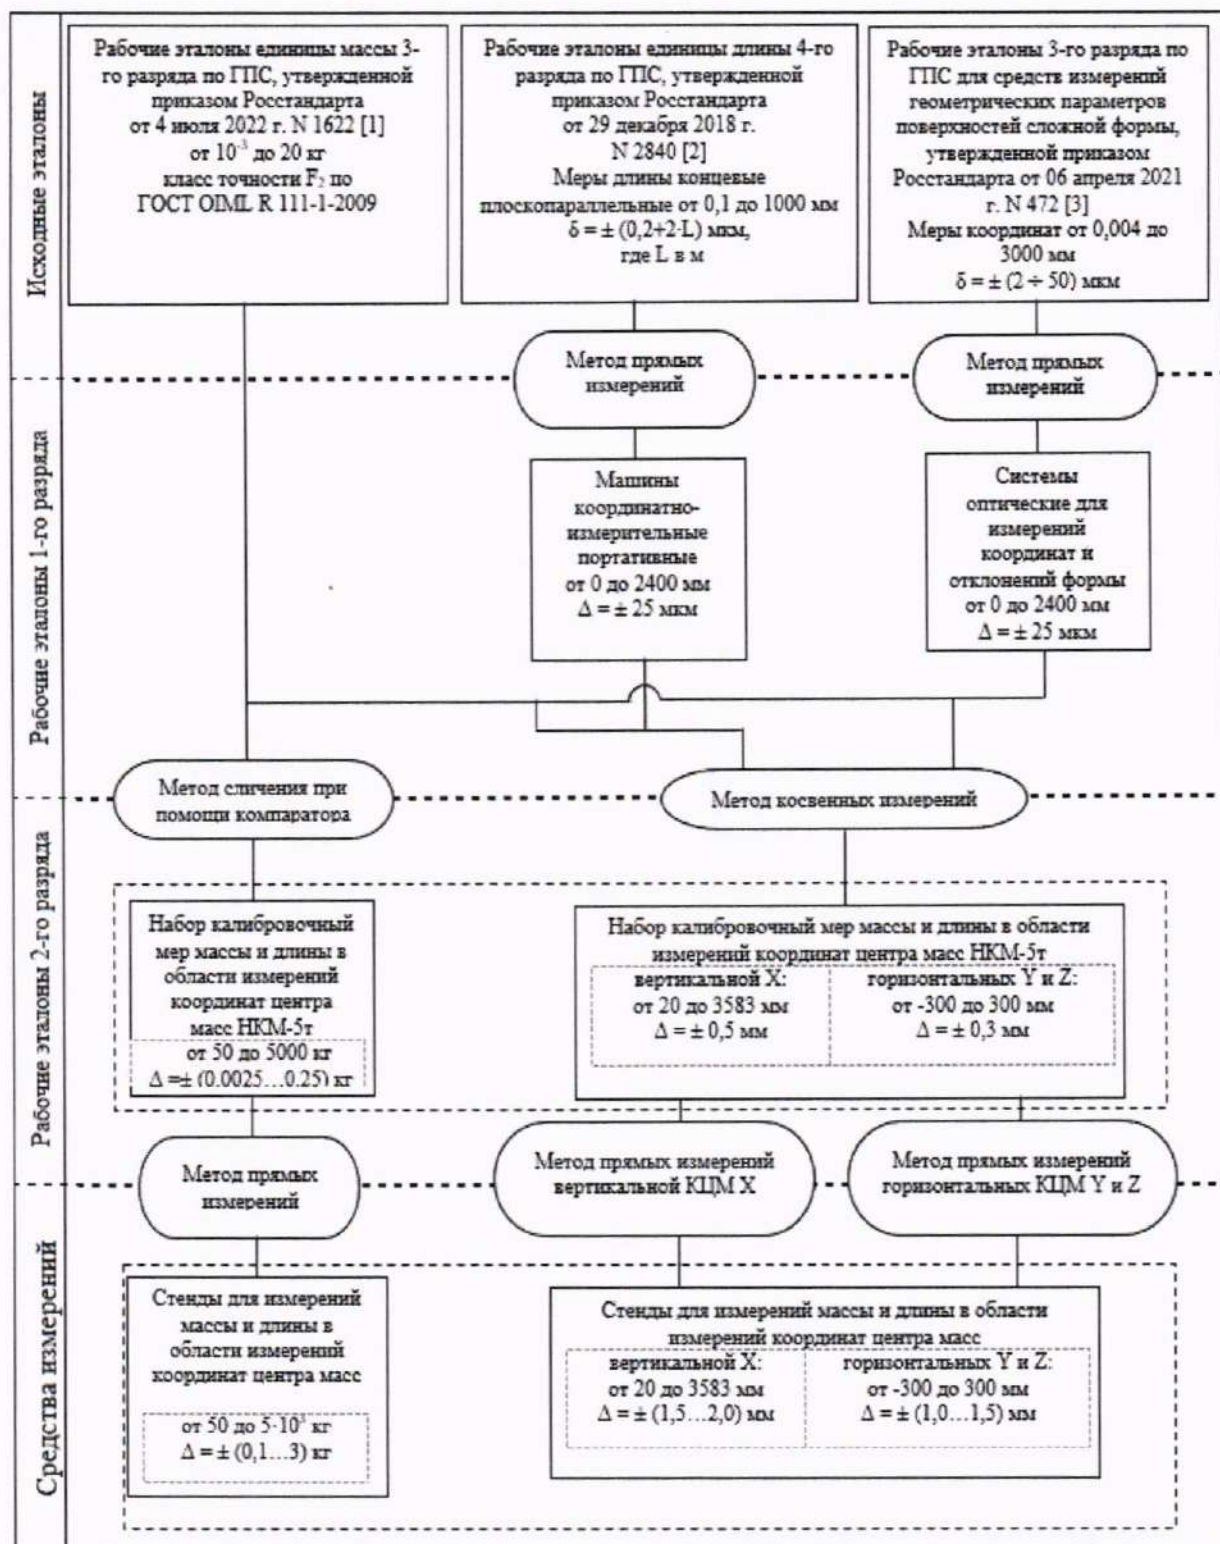 Исходные эталоны
Рабочие эталоны единицы массы 3-
го разряда по ГПС, утвержденной
приказом Росстандарта
от 4 июля 2022 г. N 1622 [1]
от 10⁻³ до 20 кг
класс точности F₂ по
ГОСТ OIML R 111-1-2009
Рабочие эталоны единицы длины 4-го
разряда по ГПС, утвержденной
приказом Росстандарта
от 29 декабря 2018 г.
N 2840 [2]
Меры длины концевые
плоскопараллельные от 0,1 до 1000 мм
δ = ± (0,2+2·L) мкм,
где L в м
Рабочие эталоны 3-го разряда по
ГПС для средств измерений
геометрических параметров
поверхностей сложной формы,
утвержденной приказом
Росстандарта от 06 апреля 2021
г. N 472 [3]
Меры координат от 0,004 до
3000 мм
δ = ± (2 ÷ 50) мкм
Метод прямых
измерений
Метод прямых
измерений
Рабочие эталоны 1-го разряда
Машины
координатно-
измерительные
портативные
от 0 до 2400 мм
Δ = ± 25 мкм
Системы
оптические для
измерений
координат и
отклонений формы
от 0 до 2400 мм
Δ = ± 25 мкм
Метод сличения при
помощи компаратора
Метод косвенных измерений
Рабочие эталоны 2-го разряда
Набор калибровочный
мер массы и длины в
области измерений
координат центра
масс НКМ-5т
от 50 до 5000 кг
Δ =± (0.0025…0.25) кг
Набор калибровочный мер массы и длины в области
измерений координат центра масс НКМ-5т
вертикальной X:
от 20 до 3583 мм
Δ = ± 0,5 мм
горизонтальных Y и Z:
от -300 до 300 мм
Δ = ± 0,3 мм
Метод прямых
измерений
Метод прямых измерений
вертикальной КЦМ X
Метод прямых измерений
горизонтальных КЦМ Y и Z
Средства измерений
Стенды для измерений
массы и длины в
области измерений
координат центра масс
от 50 до 5·10³ кг
Δ = ± (0,1…3) кг
Стенды для измерений массы и длины в области
измерений координат центра масс
вертикальной X:
от 20 до 3583 мм
Δ = ± (1,5…2,0) мм
горизонтальных Y и Z:
от -300 до 300 мм
Δ = ± (1,0…1,5) мм